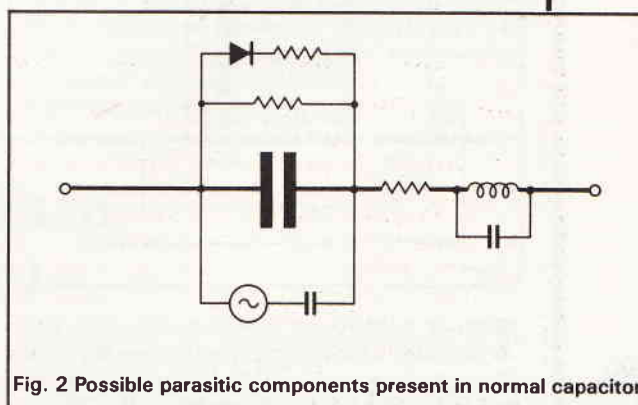 Fig. 2 Possible parasitic components present in normal capacitor